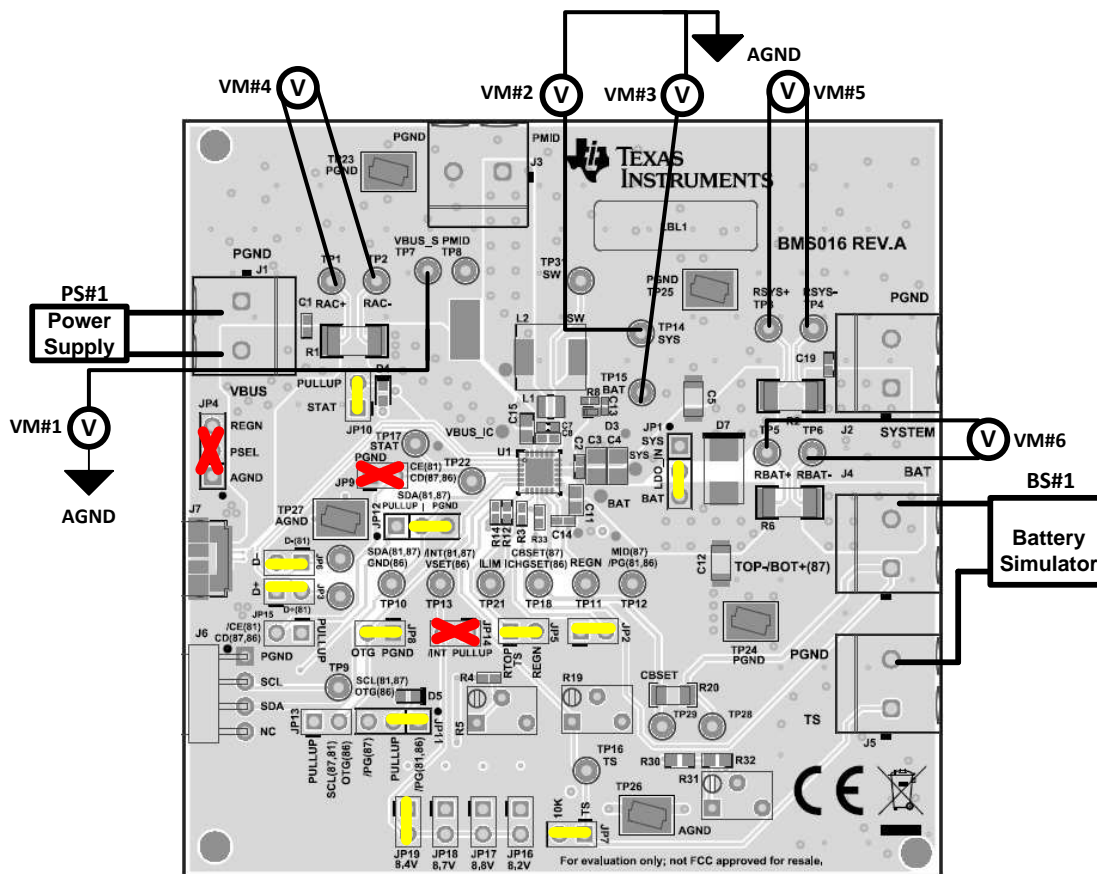 AGND
VM#4
VM#2
VM#3
VM#5
PGND
PMID
J3
TP23
PGND
TEXAS
INSTRUMENTS
LBL1
BMS016 REV.A
VBUS_S PMID
TP7
TP8
TP1
TP2
RAC+
RAC-
PGND
J1
C1
R1
VBUS
PS#1
Power
Supply
TP31
SW
PGND
TP25
RSYS+
TP3
RSYS-
TP4
PGND
L2
SW
TP14
SYS
C19
TP15
BAT
C5
R2
J2
SYSTEM
PULLUP
STAT
D4
JP10
JP4
REGN
PSEL
AGND
VM#1
AGND
TP17
STAT
VBUS_IC
L1
C15
R8
C13
C7
C8
D3
U1
C2
C3
C4
SYS
JP1
SYS
IN_LDO
BAT
D7
TP5
TP6
RBAT+
RBAT-
J4
BAT
VM#6
BS#1
Battery
Simulator
R6
PGND
JP9
CE(81)
CD(87,86)
TP22
SDA(81,87)
PULLUP
PGND
JP12
TP27
AGND
J7
R14
R12
R3
R33
C14
C11
BAT
C12
TOP-/BOT+(87)
D-(81)
D-
JP6
D+
JP3
D+(81)
SDA(81,87)
GND(86)
/INT(81,87)
VSET(86)
ILIM
CBSET(87)
ICHGSET(86)
REGN
MID(87)
/PG(81,86)
TP10
TP13
TP21
TP18
TP11
TP12
TP24
PGND
PGND
JP15
/CE(81)
CD(87,86)
PULLUP
OTG PGND
JP8
/INT PULLUP
JP14
RTOP
TS
REGN
JP5
JP2
J6
PGND
SCL
SDA
NC
TP9
SCL(81,87)
OTG(86)
D5
R4
R5
R19
CBSET
R20
TP29
TP28
TS
J5
JP13
PULLUP
SCL(87,81)
OTG(86)
/PG(87)
PULLUP
/PG(81,86)
JP11
TP16
TS
R30
R32
R31
TP26
AGND
10K
TS
JP7
JP19
8,4V
JP18
8,7V
JP17
8,8V
JP16
8,2V
CE
For evaluation only; not FCC approved for resale.
V
V
V
V
V
V